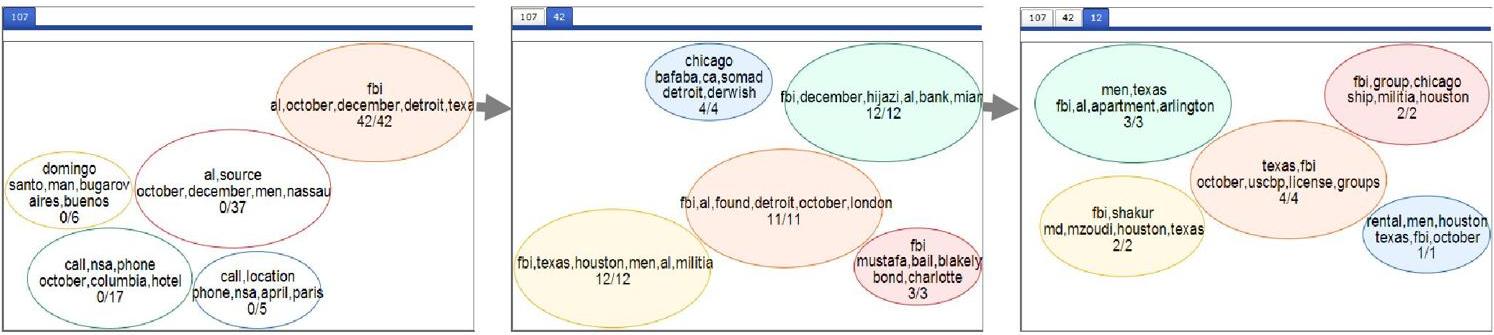 107
fbi
al,october,december,detroit,texa
42/42
al,source
october,december,men,nassau
0/37
domingo
santo,man,bugarov
aires,buenos
0/6
call,nsa,phone
october,columbia,hotel
0/17
call,location
phone,nsa,april,paris
0/5
107 42
chicago
bafaba,ca,somad
detroit,derwish
4/4
fbi,december,hijazi,al,bank,miar
12/12
fbi,al,found,detroit,october,london
11/11
fbi,texas,houston,men,al,militia
12/12
fbi
mustafa,bail,blakely
bond,charlotte
3/3
107 42 12
men,texas
fbi,al,apartment,arlington
3/3
fbi,group,chicago
ship,militia,houston
2/2
texas,fbi
october,uscbp,license,groups
4/4
fbi,shakur
md,mzoudi,houston,texas
2/2
rental,men,houston
texas,fbi,october
1/1